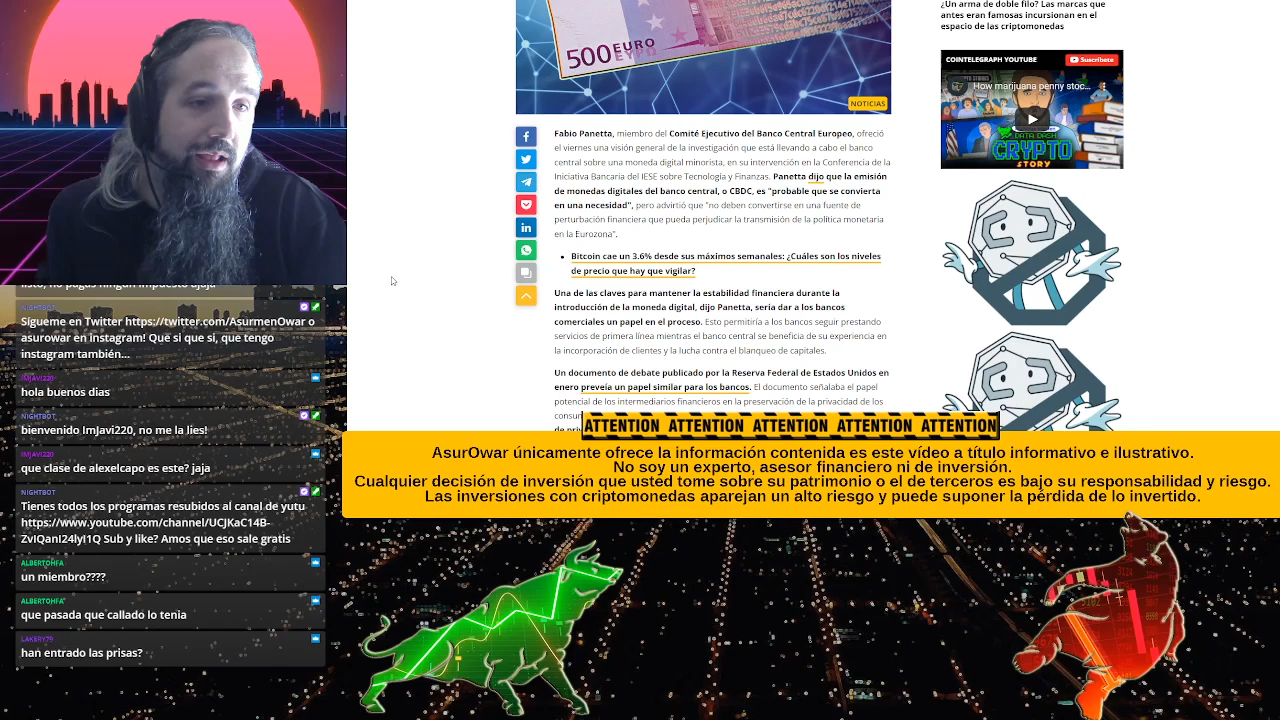 ¿Un arma de doble filo? Las marcas que
antes eran famosas incursionan en el
espacio de las criptomonedas
500 EURO
ΕΥΡΩ
NOTICIAS
COINTELEGRAPH YOUTUBE
Suscríbete
How marijuana penny stoc...
DATA DASH
CRYPTO
STORY
Fabio Panetta, miembro del Comité Ejecutivo del Banco Central Europeo, ofreció
el viernes una visión general de la investigación que está llevando a cabo el banco
central sobre una moneda digital minorista, en su intervención en la Conferencia de la
Iniciativa Bancaria del IESE sobre Tecnología y Finanzas. Panetta dijo que la emisión
de monedas digitales del banco central, o CBDC, es "probable que se convierta
en una necesidad", pero advirtió que "no deben convertirse en una fuente de
perturbación financiera que pueda perjudicar la transmisión de la política monetaria
en la Eurozona".
Bitcoin cae un 3.6% desde sus máximos semanales: ¿Cuáles son los niveles
de precio que hay que vigilar?
Una de las claves para mantener la estabilidad financiera durante la
introducción de la moneda digital, dijo Panetta, sería dar a los bancos
comerciales un papel en el proceso. Esto permitiría a los bancos seguir prestando
servicios de primera línea mientras el banco central se beneficia de su experiencia en
la incorporación de clientes y la lucha contra el blanqueo de capitales.
Un documento de debate publicado por la Reserva Federal de Estados Unidos en
enero preveía un papel similar para los bancos. El documento señalaba el papel
potencial de los intermediarios financieros en la preservación de la privacidad de los
listo, no pagas ningún impuesto ajaja
NIGHTBOT
Sígueme en Twitter https://twitter.com/AsurmenOwar o
asurowar en instagram! Qué si que sí, que tengo
instagram también...
IMJAVI220
hola buenos dias
NIGHTBOT
bienvenido ImJavi220, no me la lies!
IMJAVI220
que clase de alexelcapo es este? jaja
NIGHTBOT
Tienes todos los programas resubidos al canal de yutu
https://www.youtube.com/channel/UCJKaC14B-
ZvIQanI24lyI1Q Sub y like? Amos que eso sale gratis
ALBERTOHFA
un miembro????
ALBERTOHFA
que pasada que callado lo tenia
LAKERY79
han entrado las prisas?
ATTENTION ATTENTION ATTENTION ATTENTION ATTENTION
AsurOwar únicamente ofrece la información contenida es este vídeo a título informativo e ilustrativo.
No soy un experto, asesor financiero ni de inversión.
Cualquier decisión de inversión que usted tome sobre su patrimonio o el de terceros es bajo su responsabilidad y riesgo.
Las inversiones con criptomonedas aparejan un alto riesgo y puede suponer la pérdida de lo invertido.